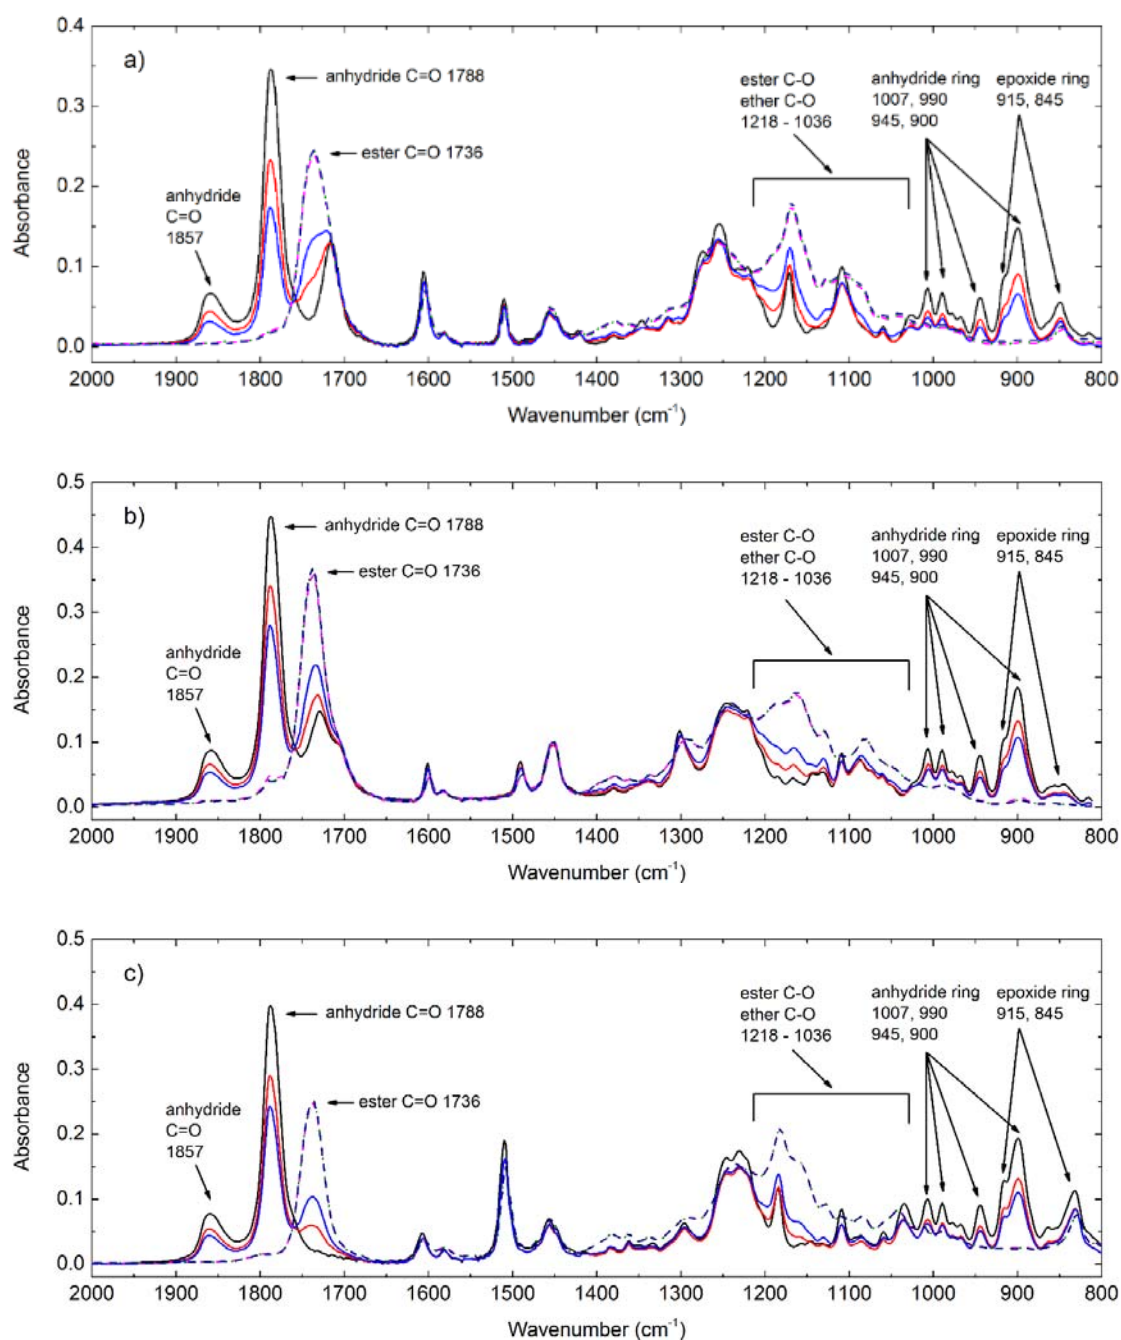 0.4
a)
anhydride C=O 1788
ester C-O
ether C-O
1218 - 1036
anhydride ring
1007, 990
945, 900
epoxide ring
915, 845
0.3
ester C=O 1736
0.2
anhydride
C=O
1857
0.1
0.0
Absorbance
2000 1900 1800 1700 1600 1500 1400 1300 1200 1100 1000 900 800
Wavenumber (cm-1)
0.5
b)
anhydride C=O 1788
ester C-O
ether C-O
1218 - 1036
anhydride ring
1007, 990
945, 900
epoxide ring
915, 845
0.4
ester C=O 1736
0.3
anhydride
C=O
1857
0.2
0.1
0.0
Absorbance
2000 1900 1800 1700 1600 1500 1400 1300 1200 1100 1000 900 800
Wavenumber (cm-1)
0.5
c)
anhydride C=O 1788
ester C-O
ether C-O
1218 - 1036
anhydride ring
1007, 990
945, 900
epoxide ring
915, 845
0.4
0.3
ester C=O 1736
anhydride
C=O
1857
0.2
0.1
0.0
Absorbance
2000 1900 1800 1700 1600 1500 1400 1300 1200 1100 1000 900 800
Wavenumber (cm-1)